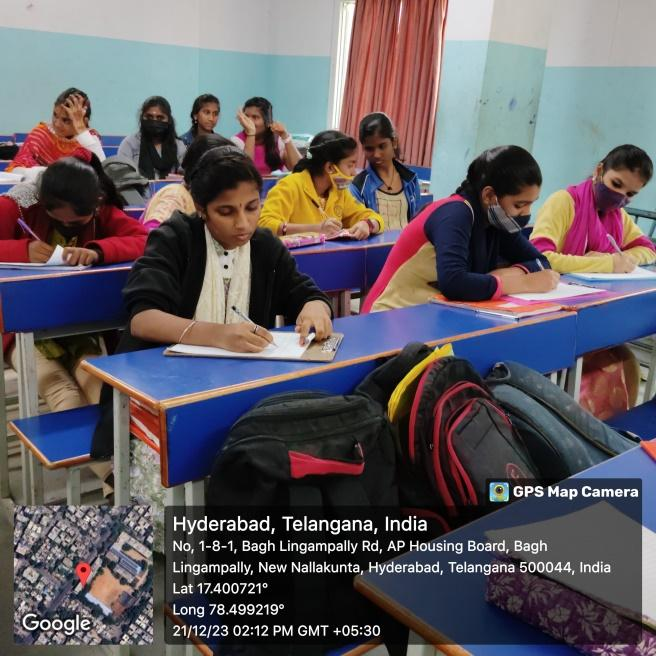 GPS Map Camera
Hyderabad, Telangana, India
No, 1-8-1, Bagh Lingampally Rd, AP Housing Board, Bagh
Lingampally, New Nallakunta, Hyderabad, Telangana 500044, India
Lat 17.400721°
Long 78.499219°
21/12/23 02:12 PM GMT +05:30
Google